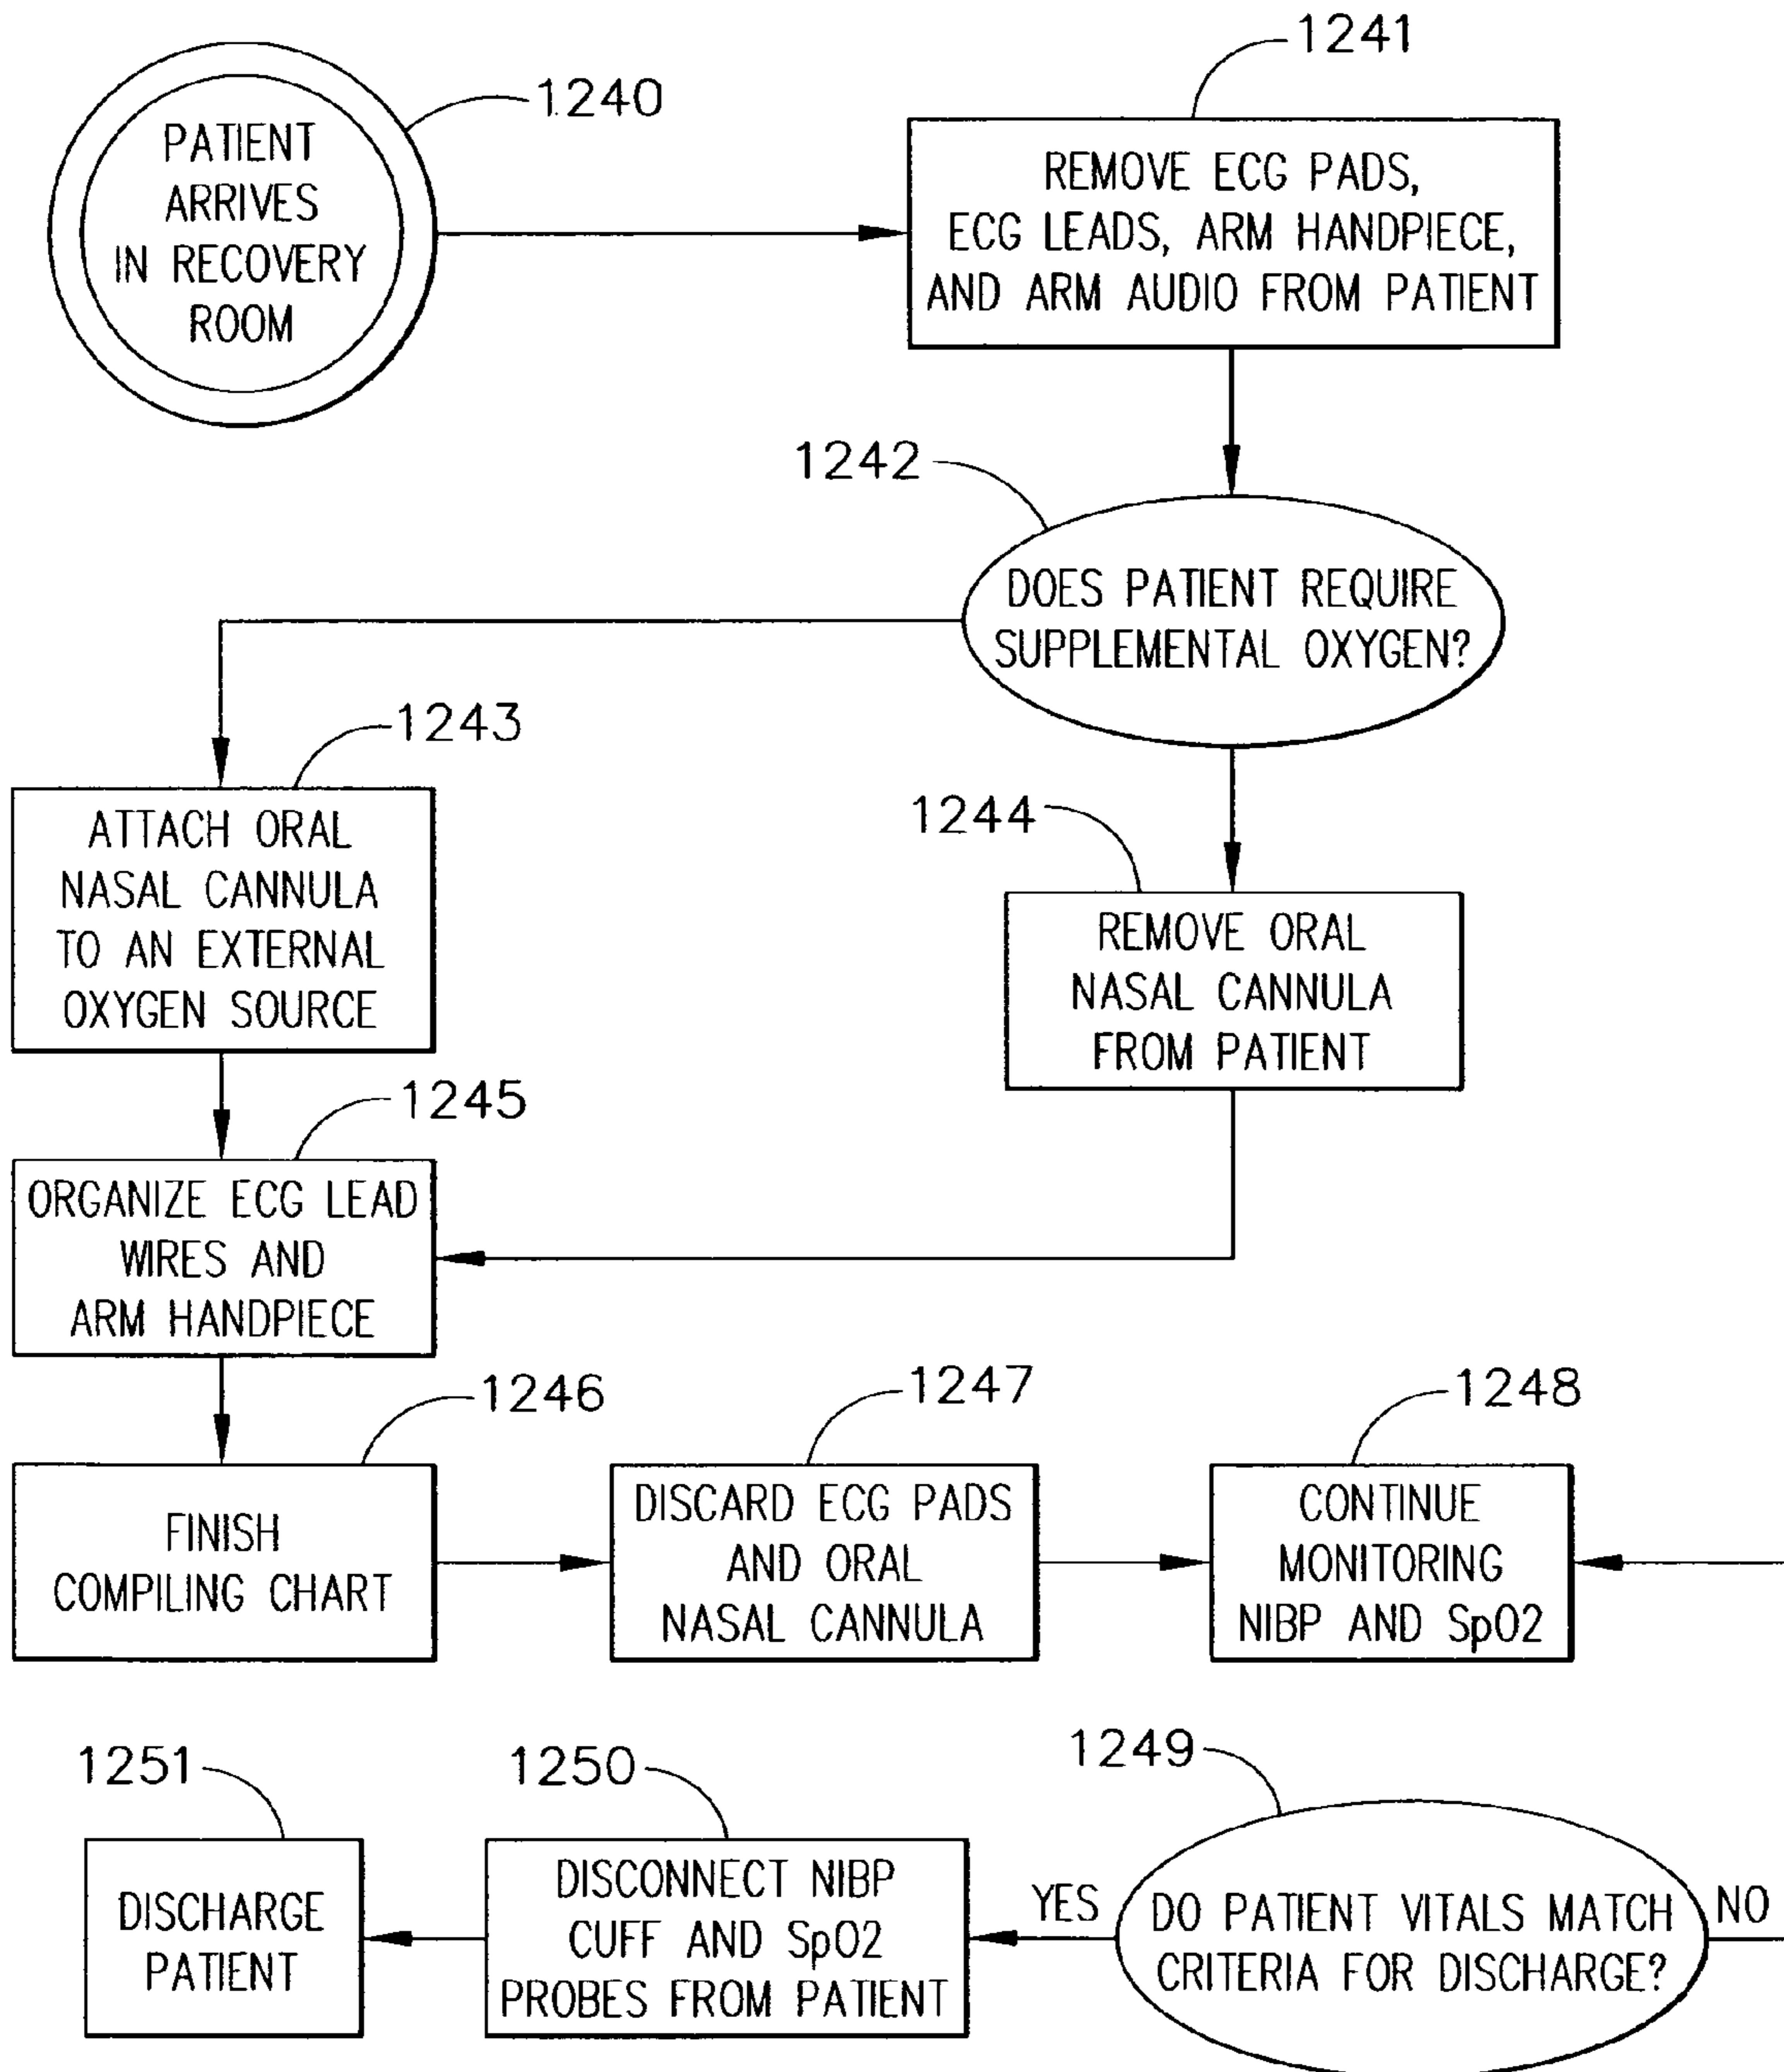 1240
PATIENT
ARRIVES
IN RECOVERY
ROOM
1241
REMOVE ECG PADS,
ECG LEADS, ARM HANDPIECE,
AND ARM AUDIO FROM PATIENT
1242
DOES PATIENT REQUIRE
SUPPLEMENTAL OXYGEN?
1243
ATTACH ORAL
NASAL CANNULA
TO AN EXTERNAL
OXYGEN SOURCE
1244
REMOVE ORAL
NASAL CANNULA
FROM PATIENT
1245
ORGANIZE ECG LEAD
WIRES AND
ARM HANDPIECE
1246
FINISH
COMPILING CHART
1247
DISCARD ECG PADS
AND ORAL
NASAL CANNULA
1248
CONTINUE
MONITORING
NIBP AND SpO2
1249
DO PATIENT VITALS MATCH
CRITERIA FOR DISCHARGE?
NO
YES
1250
DISCONNECT NIBP
CUFF AND SpO2
PROBES FROM PATIENT
1251
DISCHARGE
PATIENT